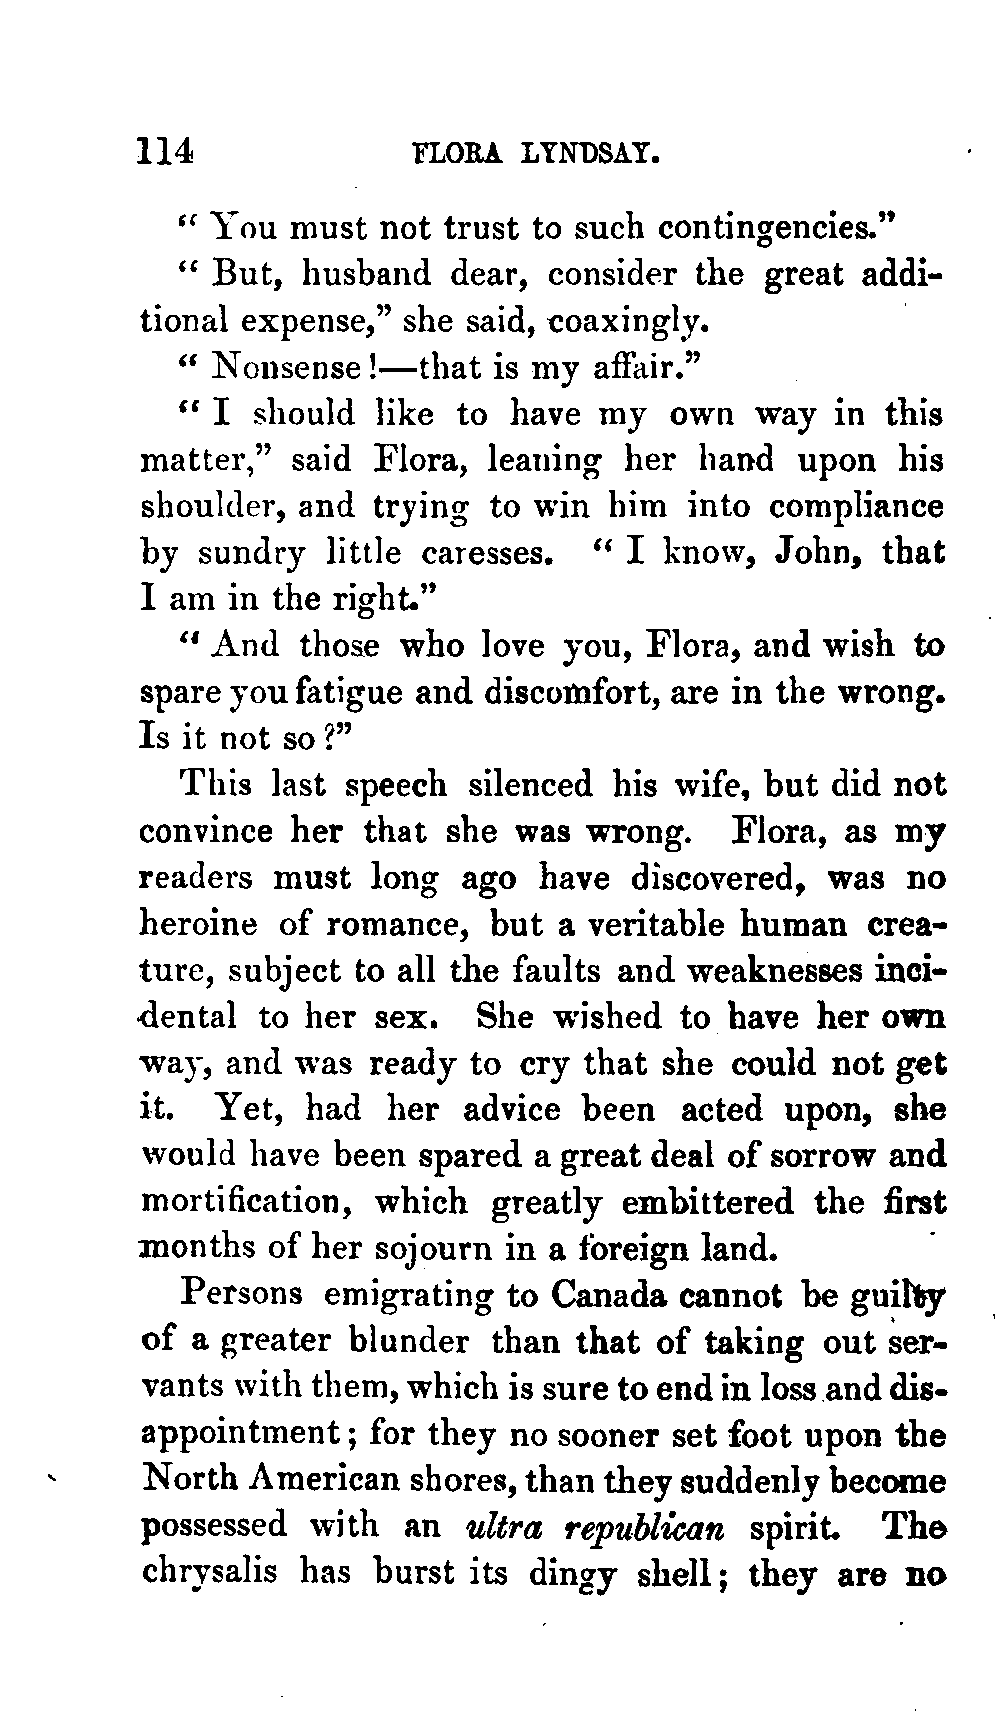 114 FLORA LYNDSAY.
“ You must not trust to such contingencies.”
“ But, husband dear, consider the great addi-
tional expense,” she said, coaxingly.
“ Nonsense!—that is my affair.”
“ I should like to have my own way in this
matter,” said Flora, leaning her hand upon his
shoulder, and trying to win him into compliance
by sundry little caresses. “ I know, John, that
I am in the right.”
“ And those who love you, Flora, and wish to
spare you fatigue and discomfort, are in the wrong.
Is it not so?”
This last speech silenced his wife, but did not
convince her that she was wrong. Flora, as my
readers must long ago have discovered, was no
heroine of romance, but a veritable human crea-
ture, subject to all the faults and weaknesses inci-
dental to her sex. She wished to have her own
way, and was ready to cry that she could not get
it. Yet, had her advice been acted upon, she
would have been spared a great deal of sorrow and
mortification, which greatly embittered the first
months of her sojourn in a foreign land.
Persons emigrating to Canada cannot be guilty
of a greater blunder than that of taking out ser-
vants with them, which is sure to end in loss and dis-
appointment; for they no sooner set foot upon the
North American shores, than they suddenly become
possessed with an ultra republican spirit. The
chrysalis has burst its dingy shell; they are no